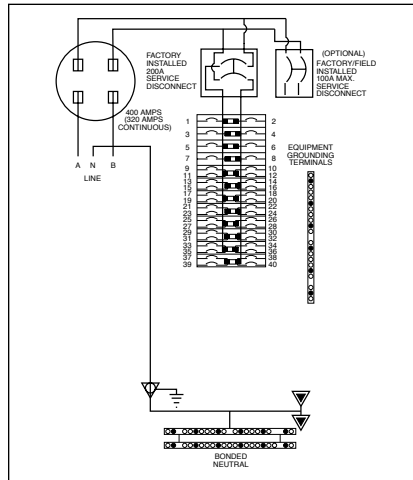 FACTORY
INSTALLED
200A
SERVICE
DISCONNECT
(OPTIONAL)
FACTORY/FIELD
INSTALLED
100A MAX.
SERVICE
DISCONNECT
400 AMPS
(320 AMPS
CONTINUOUS)
A N B
LINE
EQUIPMENT
GROUNDING
TERMINALS
1 2
3 4
5 6
7 8
9 10
11 12
13 14
15 16
17 18
19 20
21 22
23 24
25 26
27 28
29 30
31 32
33 34
35 36
37 38
39 40
BONDED
NEUTRAL